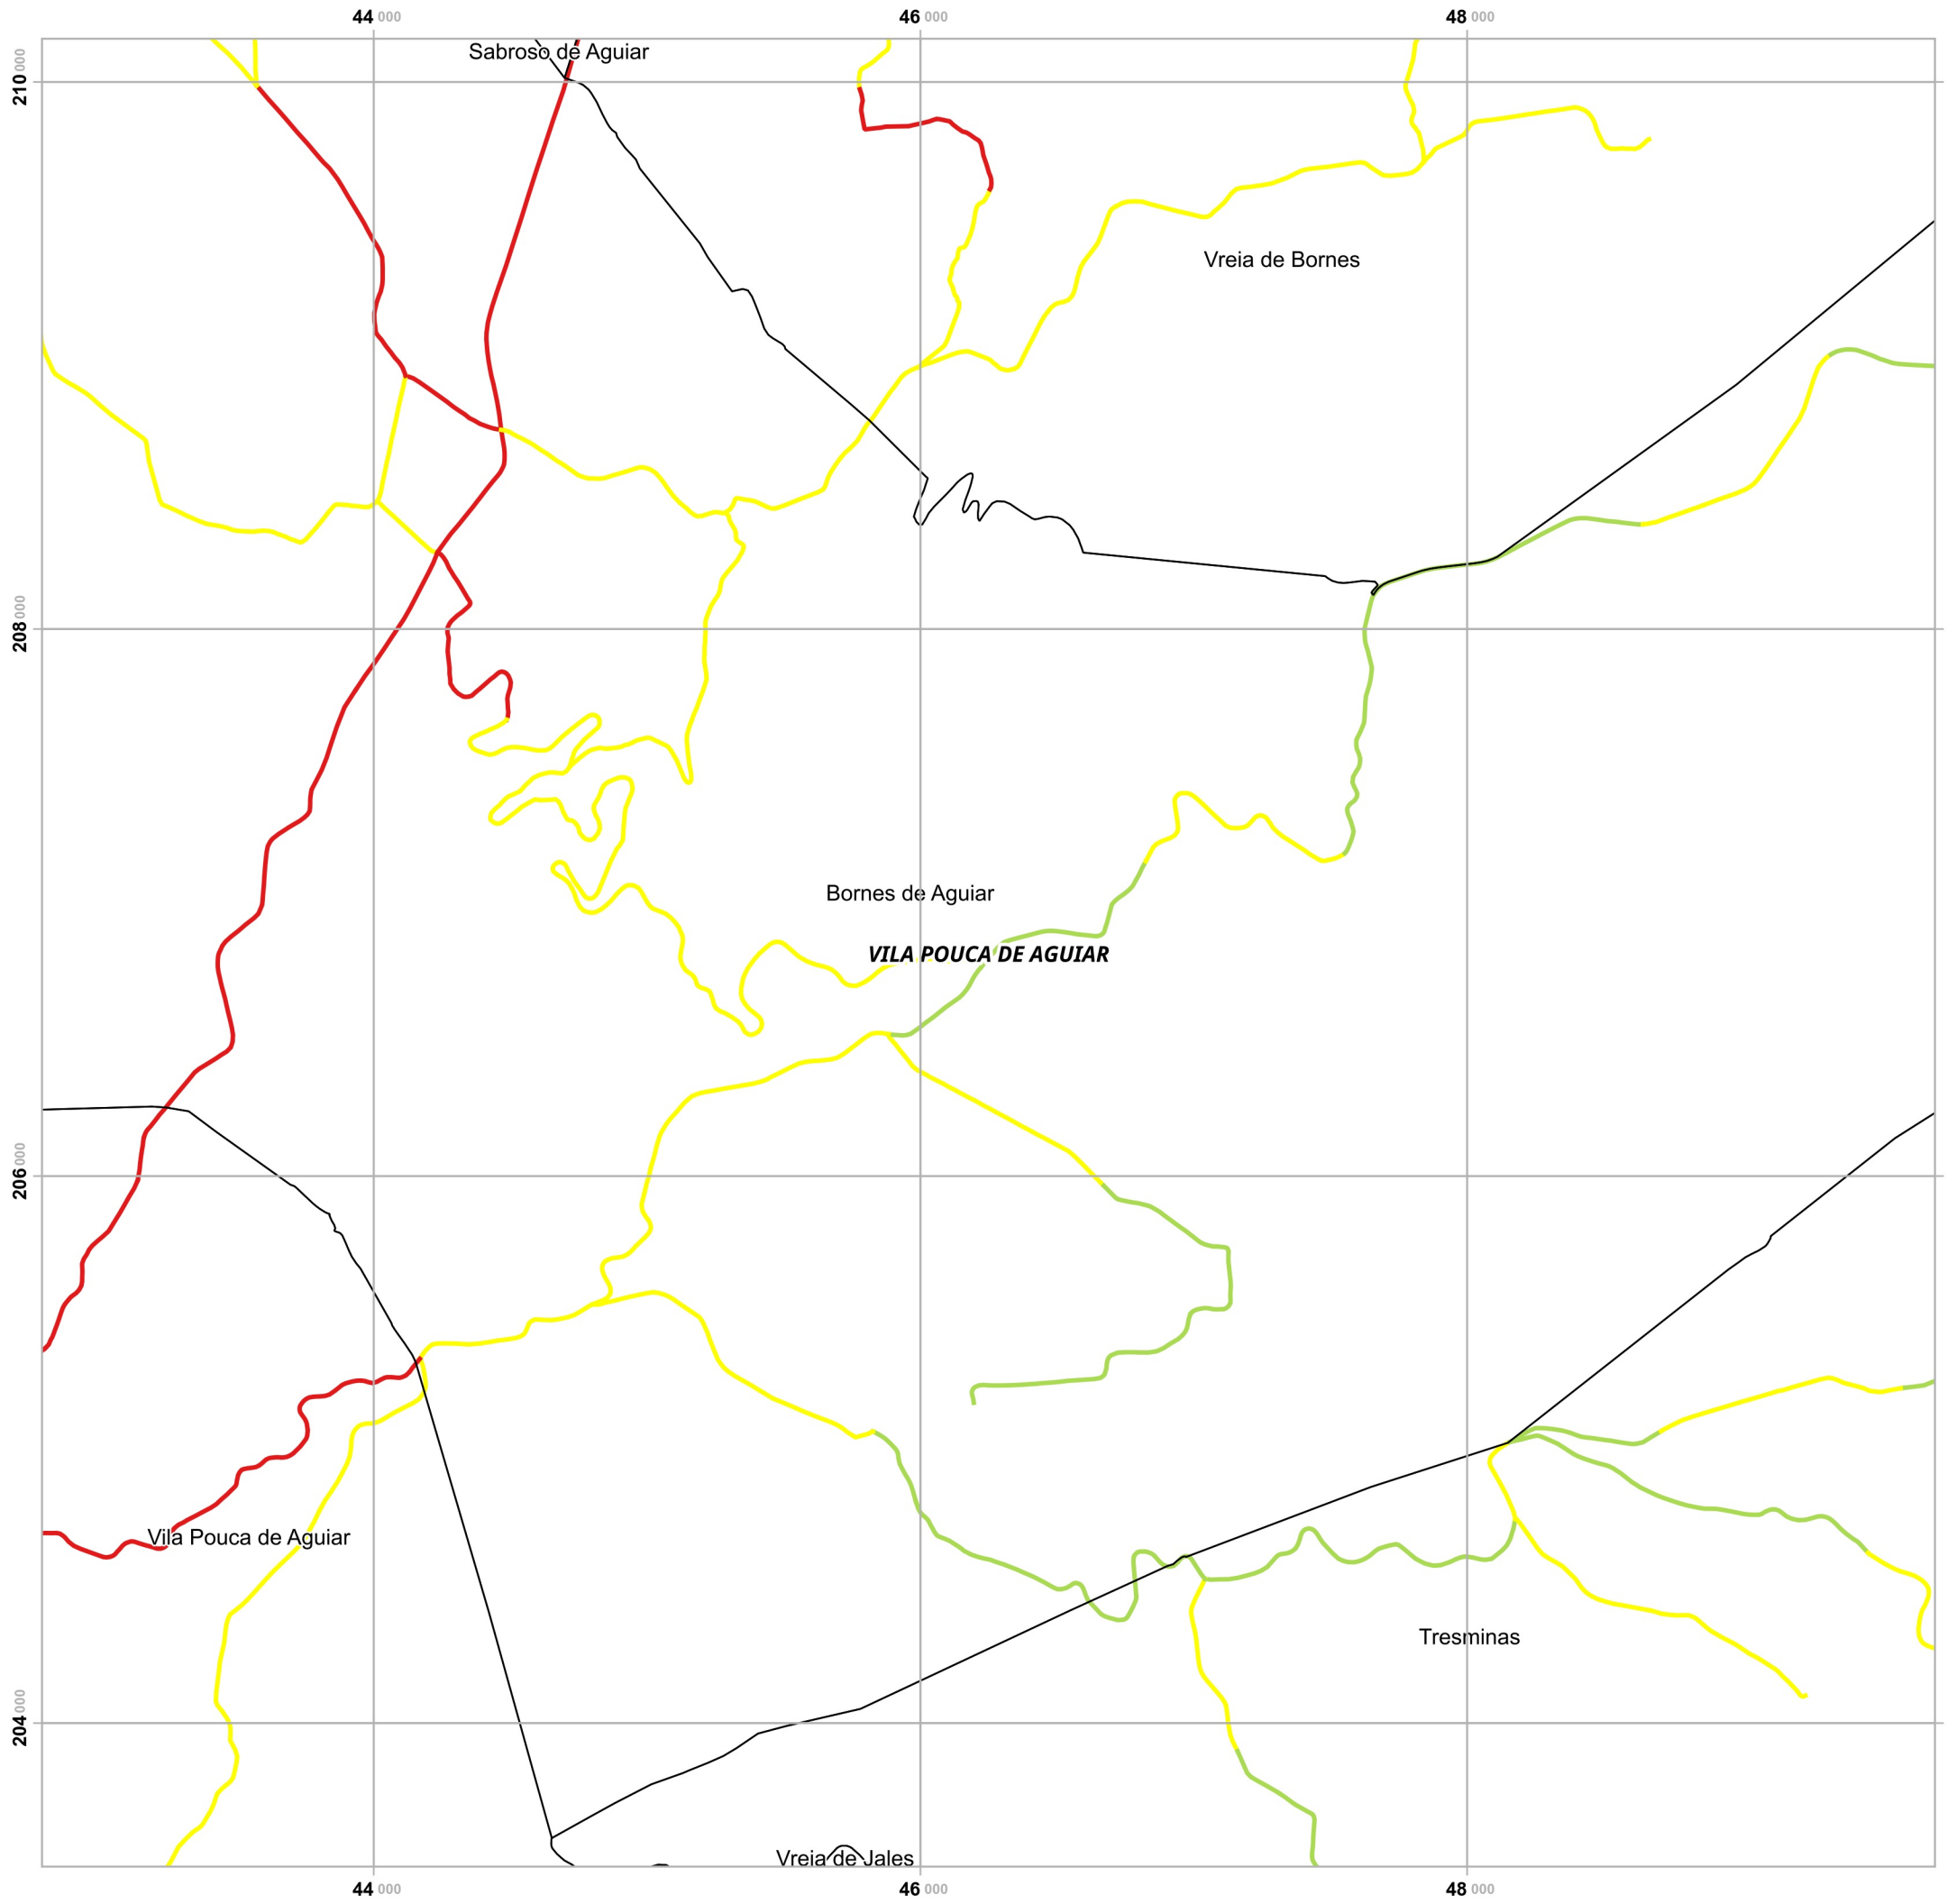 44 000 46 000 48 000
Sabroso de Aguiar
210 000
Vreia de Bornes
208 000
Bornes de Aguiar
VILA POUCA DE AGUIAR
206 000
Vila Pouca de Aguiar
Tresminas
204 000
Vreia de Jales
44 000 46 000 48 000